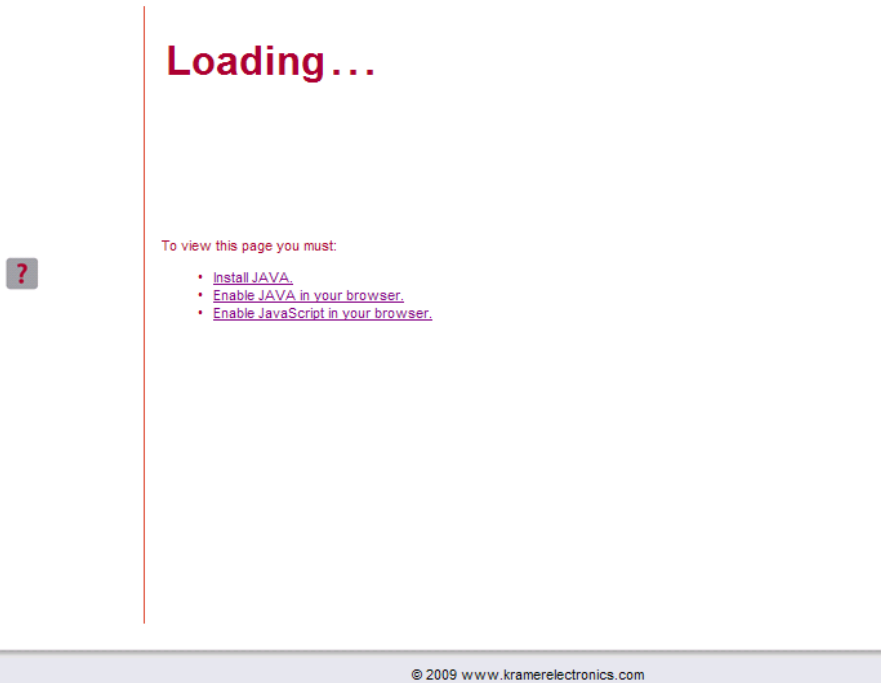 Loading...
To view this page you must:
• Install JAVA.
• Enable JAVA in your browser.
• Enable JavaScript in your browser.
?
© 2009 www.kramerelectronics.com